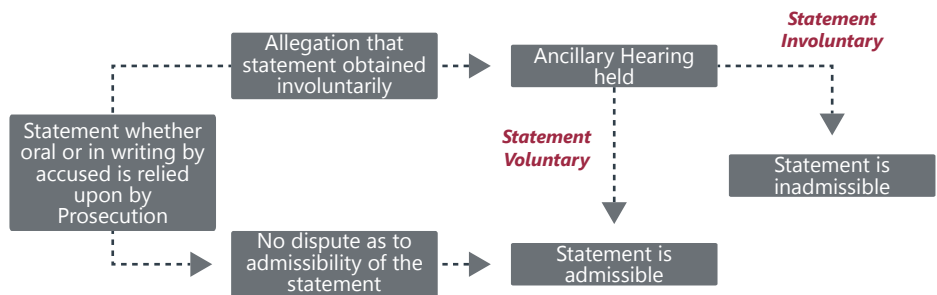 Statement
Involuntary
Allegation that
statement obtained
involuntarily
Ancillary Hearing
held
Statement whether
oral or in writing by
accused is relied
upon by
Prosecution
Statement
Voluntary
Statement is
inadmissible
No dispute as to
admissibility of the
statement
Statement is
admissible